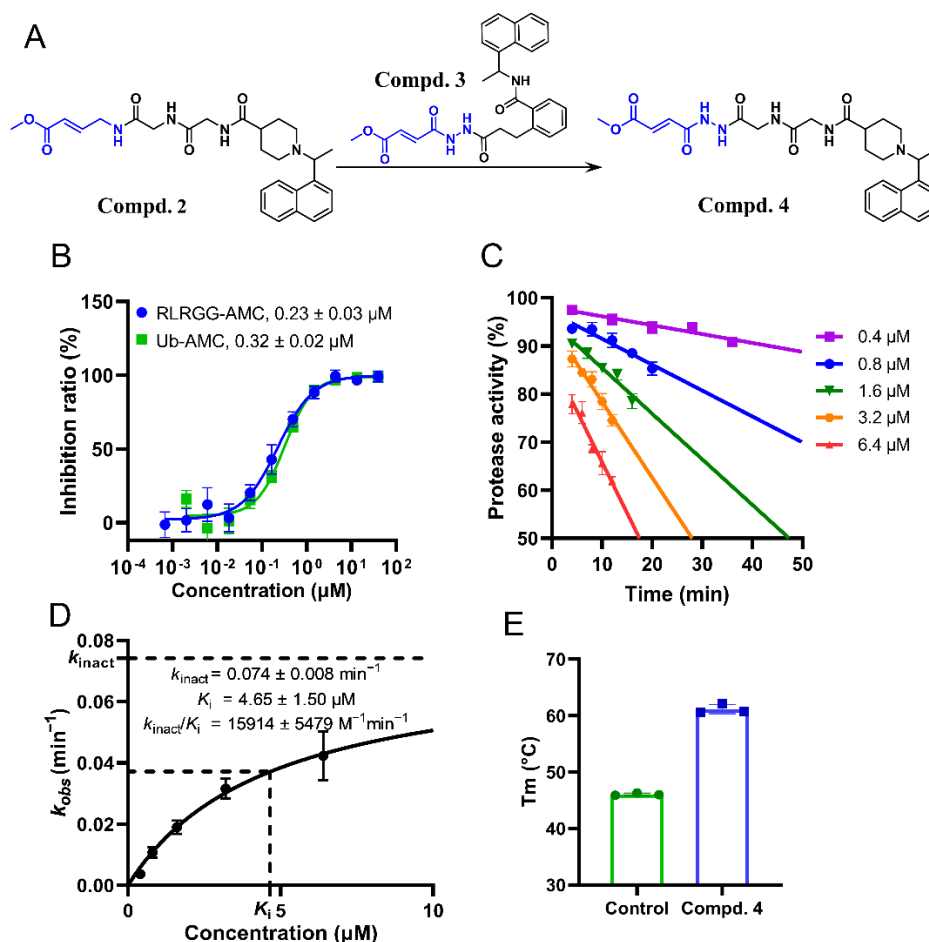 A
Compd. 2
Compd. 3
Compd. 4
O
O
H
N
O
N
H
O
H
N
O
N
O
O
O
H
N
N
H
O
O
NH
O
O
O
H
N
N
H
O
H
N
O
N
H
O
N
B
Inhibition ratio (%)
150
100
50
0
RLRGG-AMC, 0.23 ± 0.03 µM
Ub-AMC, 0.32 ± 0.02 µM
10⁻⁴ 10⁻³ 10⁻² 10⁻¹ 10⁰ 10¹ 10²
Concentration (µM)
C
Protease activity (%)
100
90
80
70
60
50
0 10 20 30 40 50
Time (min)
0.4 µM
0.8 µM
1.6 µM
3.2 µM
6.4 µM
D
kobs (min⁻¹)
0.08
kinact
0.06
0.04
0.02
0.00
kinact = 0.074 ± 0.008 min⁻¹
Ki = 4.65 ± 1.50 µM
kinact/Ki = 15914 ± 5479 M⁻¹min⁻¹
0 Ki 5 10
Concentration (µM)
E
Tm (°C)
70
60
50
40
30
Control Compd. 4